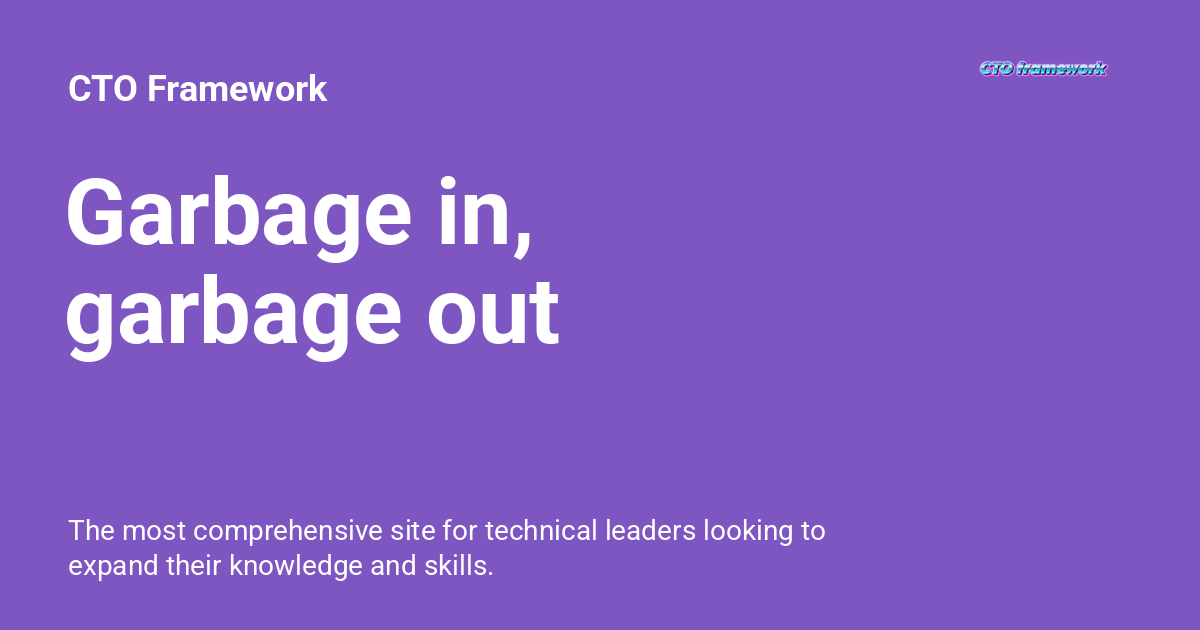 CTO Framework
CTO framework
Garbage in,
garbage out
The most comprehensive site for technical leaders looking to
expand their knowledge and skills.